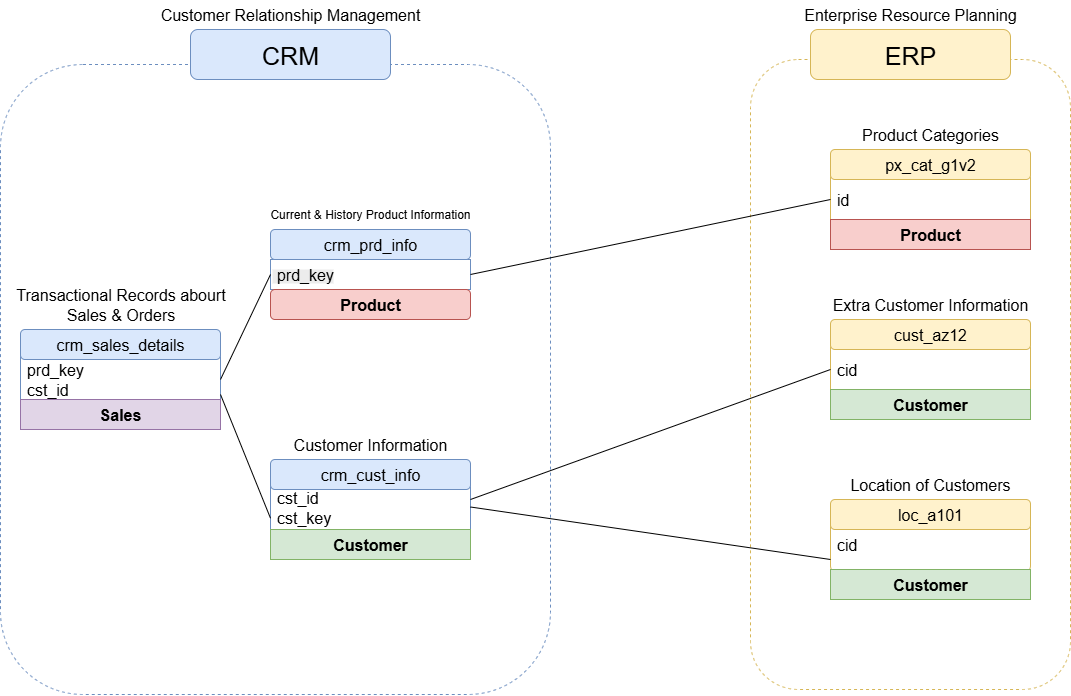 Customer Relationship Management
CRM
Current & History Product Information
crm_prd_info
prd_key
Product
Transactional Records abourt
Sales & Orders
crm_sales_details
prd_key
cst_id
Sales
Customer Information
crm_cust_info
cst_id
cst_key
Customer
Enterprise Resource Planning
ERP
Product Categories
px_cat_g1v2
id
Product
Extra Customer Information
cust_az12
cid
Customer
Location of Customers
loc_a101
cid
Customer